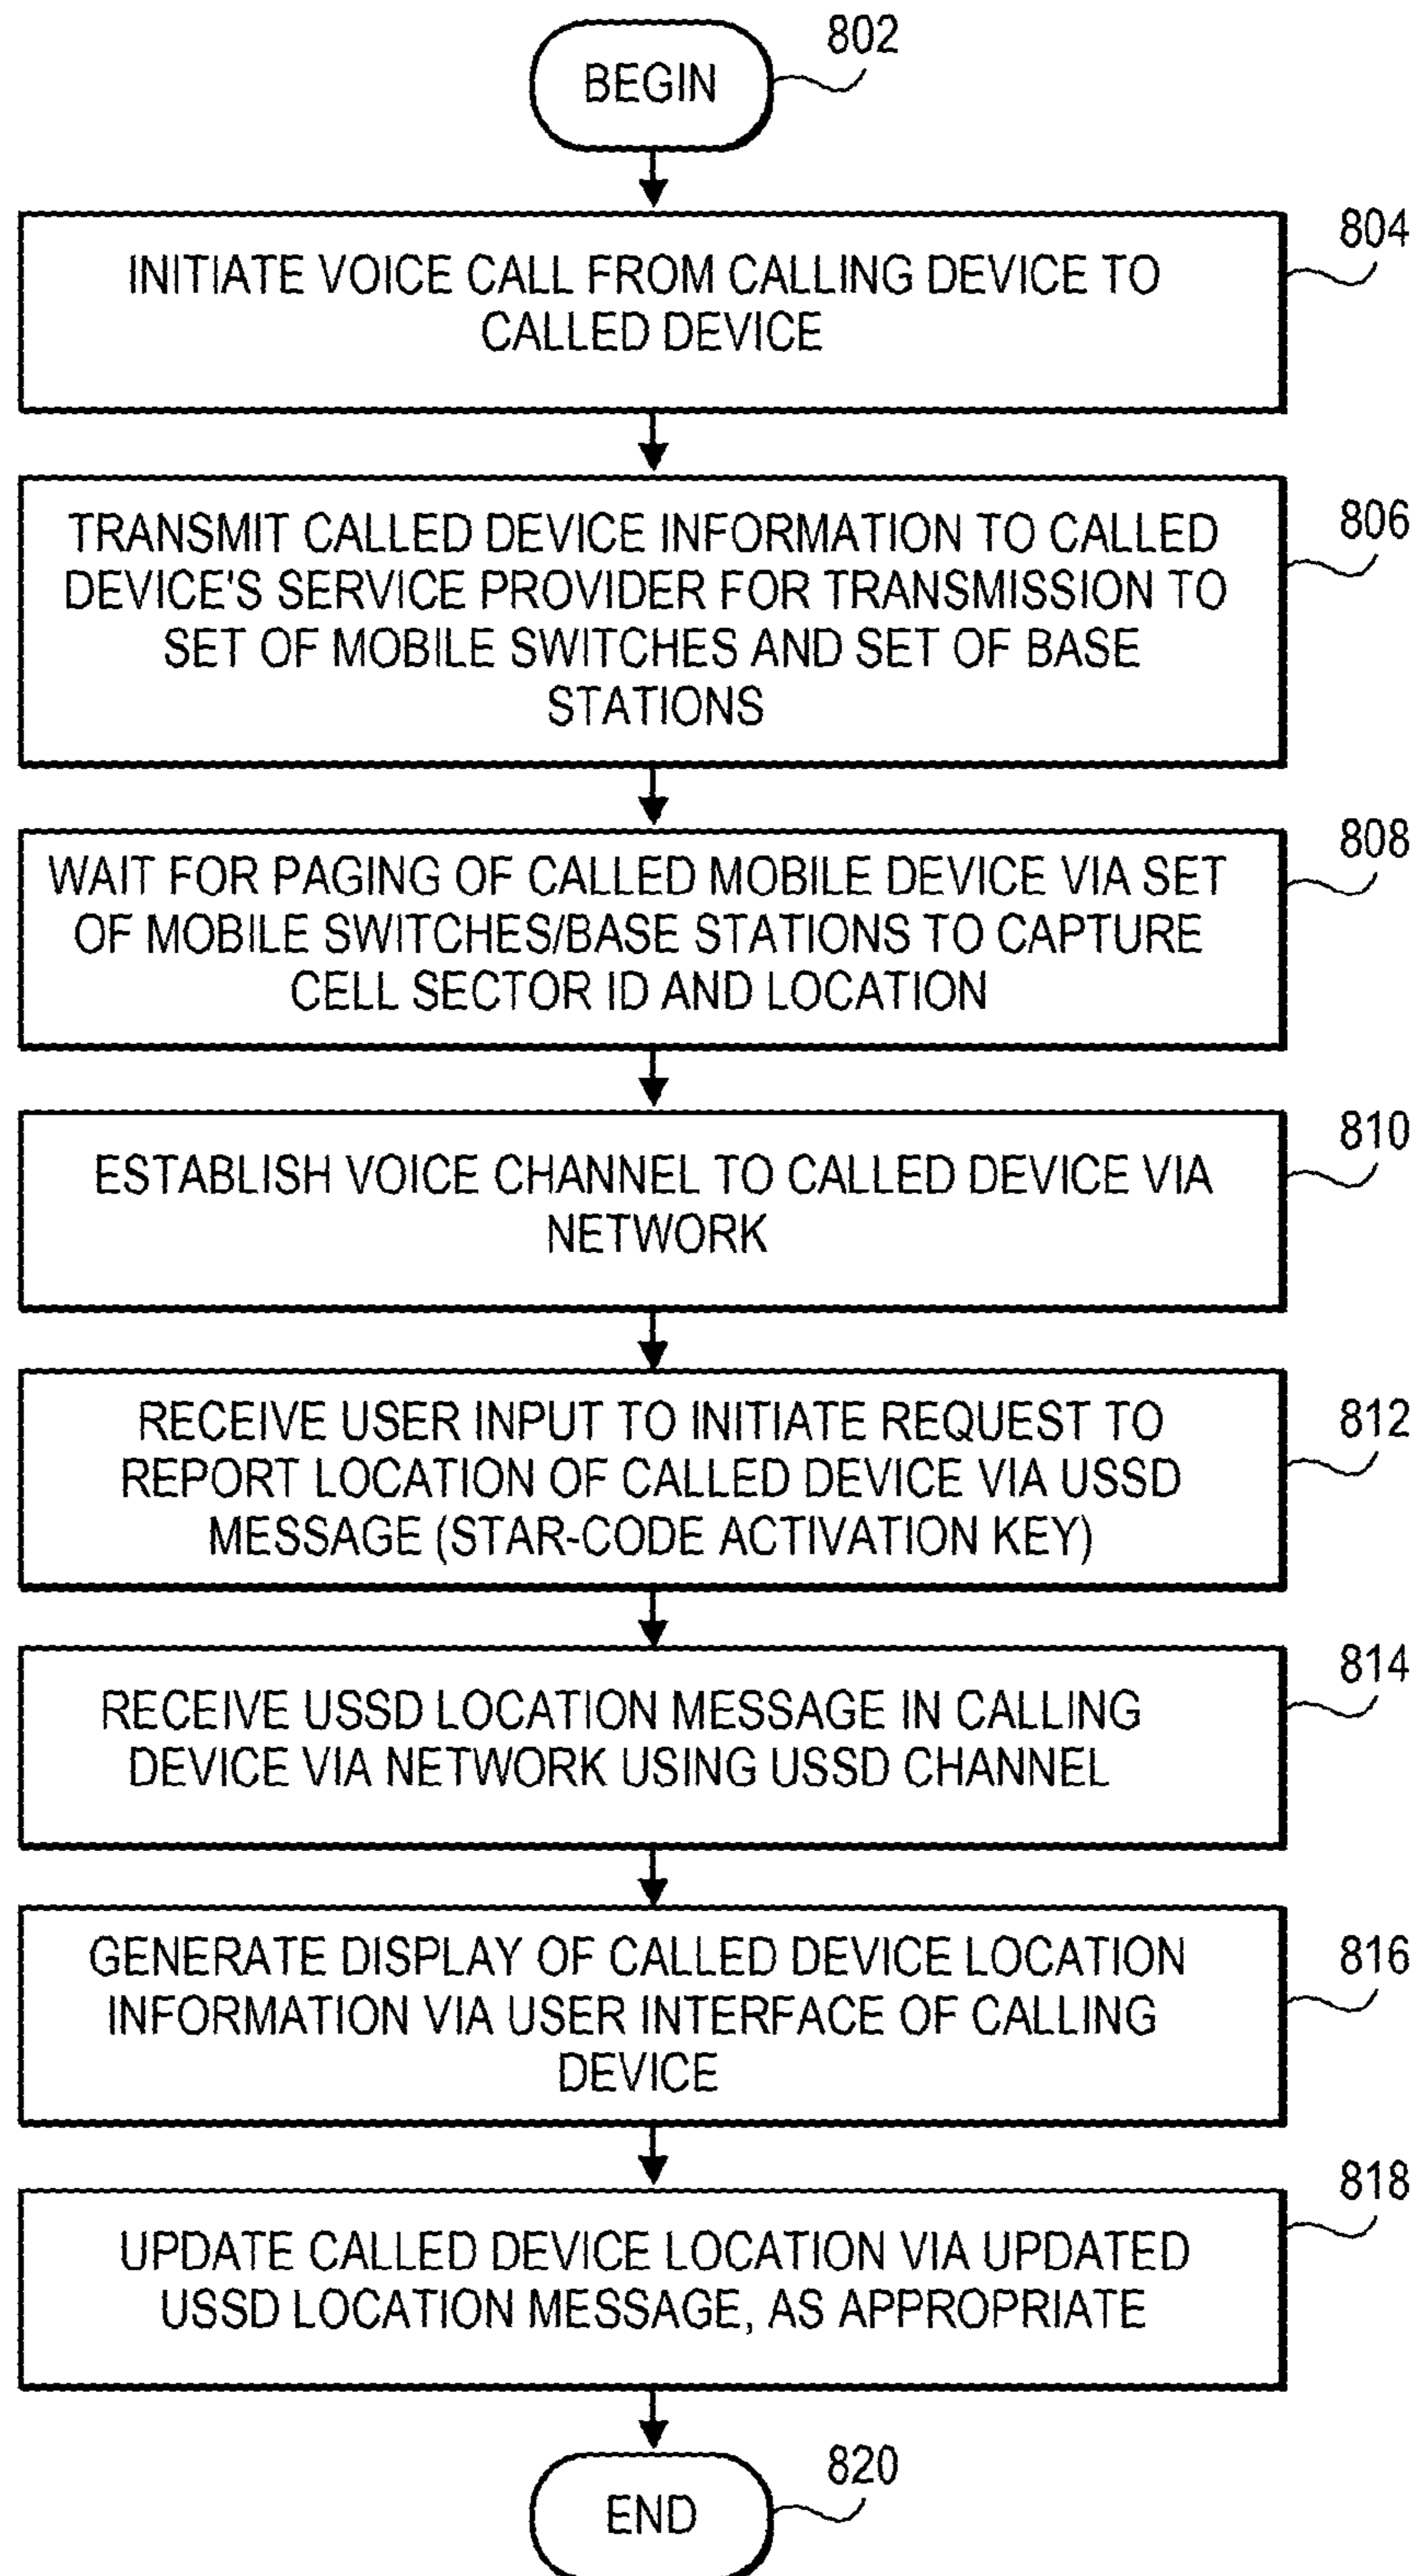 BEGIN
802
INITIATE VOICE CALL FROM CALLING DEVICE TO
CALLED DEVICE
804
TRANSMIT CALLED DEVICE INFORMATION TO CALLED
DEVICE'S SERVICE PROVIDER FOR TRANSMISSION TO
SET OF MOBILE SWITCHES AND SET OF BASE
STATIONS
806
WAIT FOR PAGING OF CALLED MOBILE DEVICE VIA SET
OF MOBILE SWITCHES/BASE STATIONS TO CAPTURE
CELL SECTOR ID AND LOCATION
808
ESTABLISH VOICE CHANNEL TO CALLED DEVICE VIA
NETWORK
810
RECEIVE USER INPUT TO INITIATE REQUEST TO
REPORT LOCATION OF CALLED DEVICE VIA USSD
MESSAGE (STAR-CODE ACTIVATION KEY)
812
RECEIVE USSD LOCATION MESSAGE IN CALLING
DEVICE VIA NETWORK USING USSD CHANNEL
814
GENERATE DISPLAY OF CALLED DEVICE LOCATION
INFORMATION VIA USER INTERFACE OF CALLING
DEVICE
816
UPDATE CALLED DEVICE LOCATION VIA UPDATED
USSD LOCATION MESSAGE, AS APPROPRIATE
818
END
820